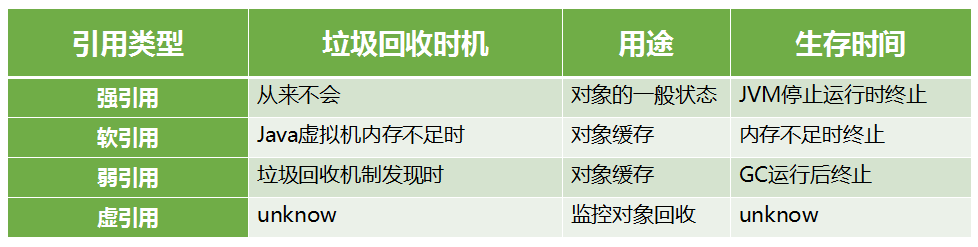 引用类型 垃圾回收时机 用途 生存时间
强引用 从来不会 对象的一般状态 JVM停止运行时终止
软引用 Java虚拟机内存不足时 对象缓存 内存不足时终止
弱引用 垃圾回收机制发现时 对象缓存 GC运行后终止
虚引用 unknow 监控对象回收 unknow